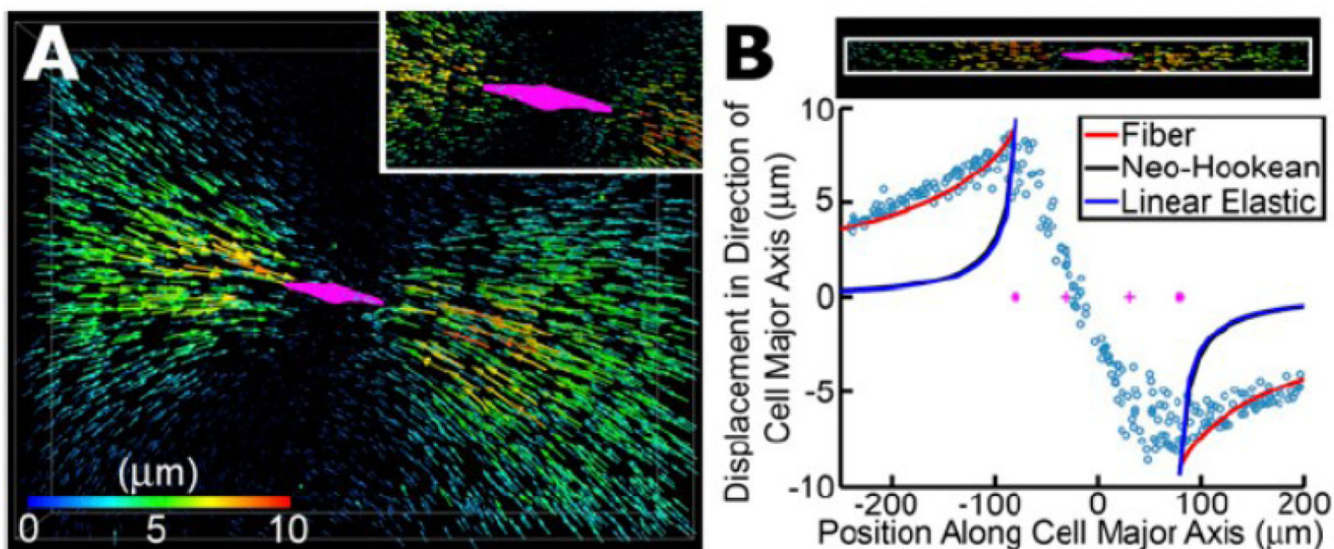 A
(μm)
0 5 10
B
Displacement in Direction of
Cell Major Axis (μm)
10
5
0
-5
-10
Fiber
Neo-Hookean
Linear Elastic
-200 -100 0 100 200
Position Along Cell Major Axis (μm)